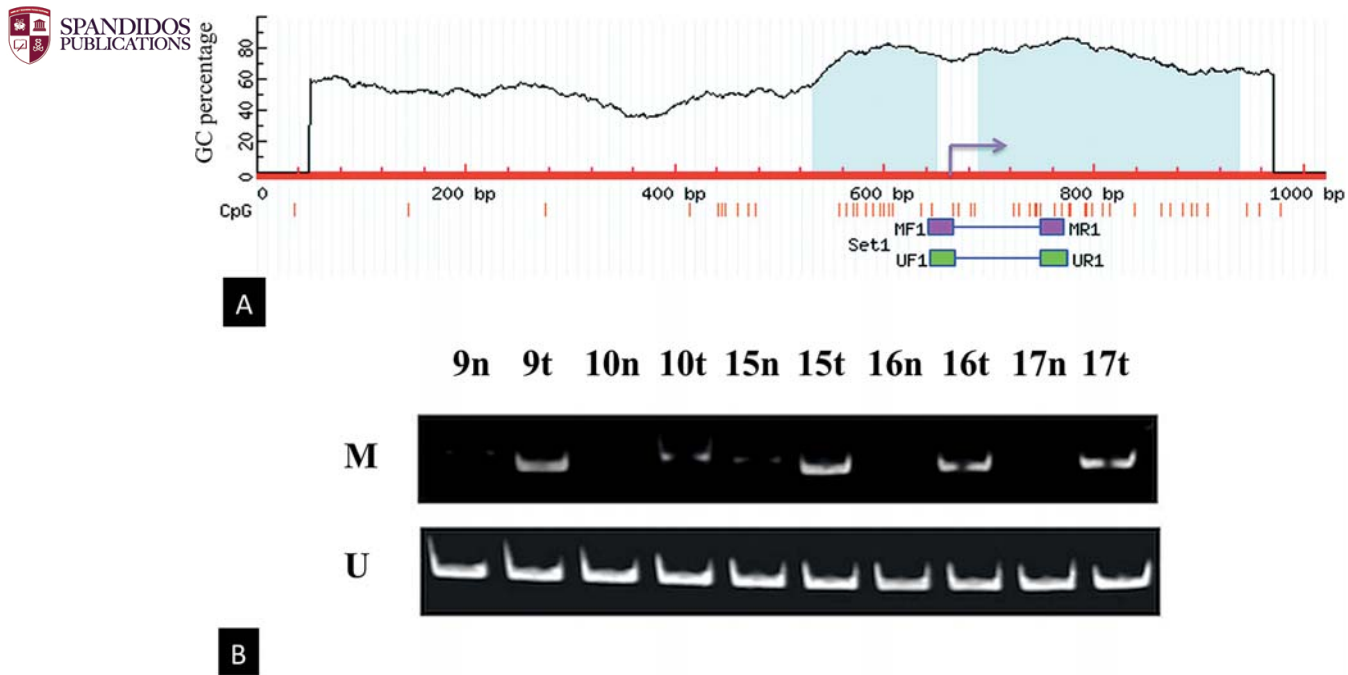 SPANDIDOS
PUBLICATIONS
GC percentage
80
60
40
20
0
0 200 bp 400 bp 600 bp 800 bp 1000 bp
CpG
MF1 MR1
Set1
UF1 UR1
A
9n 9t 10n 10t 15n 15t 16n 16t 17n 17t
M
U
B